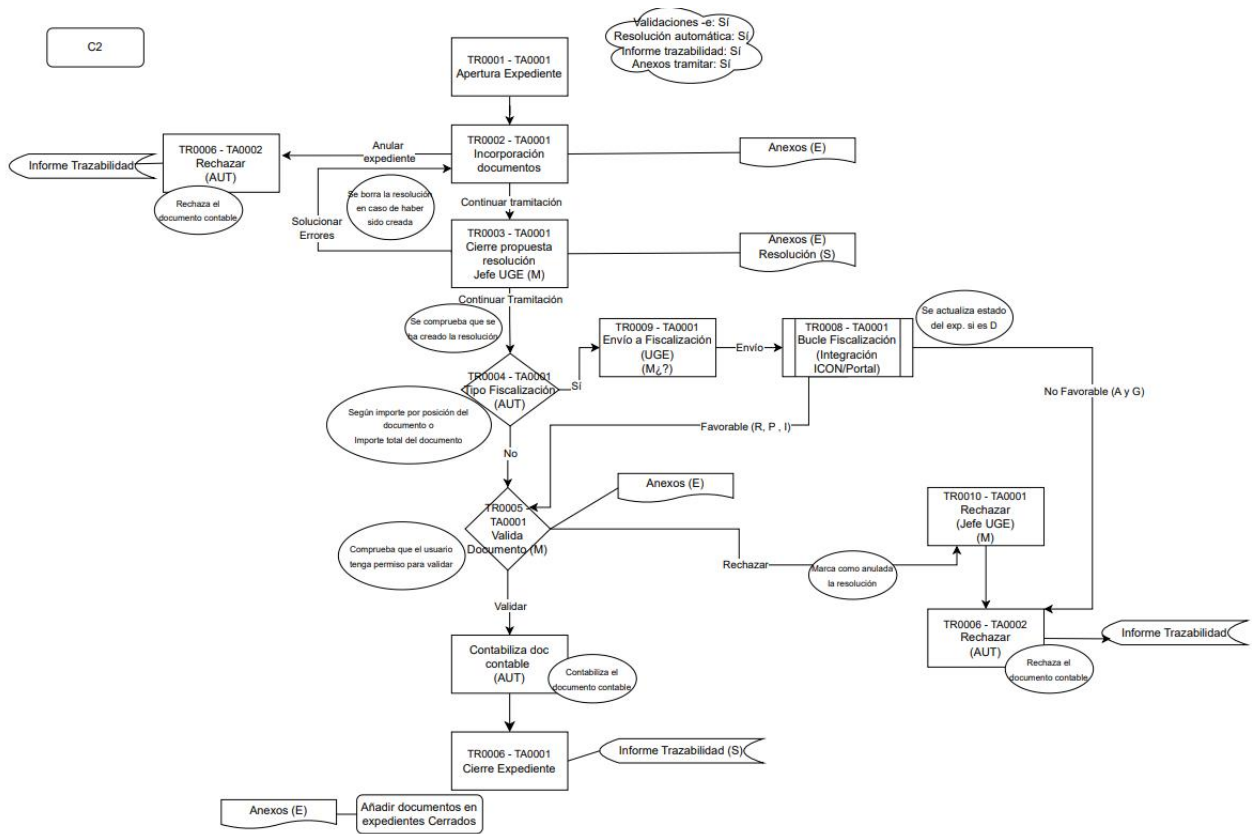 C2
Validaciones -e: Sí
Resolución automática: Sí
Informe trazabilidad: Sí
Anexos tramitar: Sí
TR0001 - TA0001
Apertura Expediente
TR0002 - TA0001
Incorporación
documentos
Anexos (E)
Anular
expediente
TR0006 - TA0002
Rechazar
(AUT)
Informe Trazabilidad
Rechaza el
documento contable
Se borra la resolución
en caso de haber
sido creada
Solucionar
Errores
Continuar tramitación
TR0003 - TA0001
Cierre propuesta
resolución
Jefe UGE (M)
Anexos (E)
Resolución (S)
Continuar Tramitación
Se comprueba que se
ha creado la resolución
TR0004 - TA0001
Tipo Fiscalización
(AUT)
Sí
TR0009 - TA0001
Envío a Fiscalización
(UGE)
(M¿?)
Envío
TR0008 - TA0001
Bucle Fiscalización
(Integración
ICON/Portal)
Se actualiza estado
del exp. si es D
No Favorable (A y G)
Según importe por posición del
documento o
Importe total del documento
Favorable (R, P , I)
No
TR0005 -
TA0001
Valida
Documento (M)
Anexos (E)
Comprueba que el usuario
tenga permiso para validar
Rechazar
Marca como anulada
la resolución
TR0010 - TA0001
Rechazar
(Jefe UGE)
(M)
Validar
TR0006 - TA0002
Rechazar
(AUT)
Informe Trazabilidad
Rechaza el
documento contable
Contabiliza doc
contable
(AUT)
Contabiliza el
documento contable
TR0006 - TA0001
Cierre Expediente
Informe Trazabilidad (S)
Anexos (E)
Añadir documentos en
expedientes Cerrados